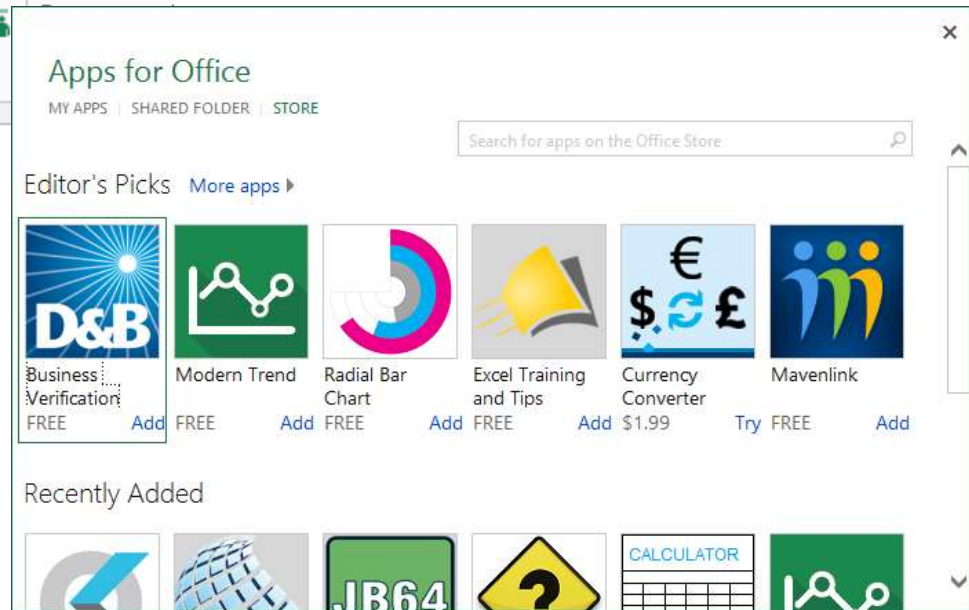 Apps for Office
MY APPS | SHARED FOLDER | STORE
Search for apps on the Office Store
Editor's Picks More apps
D&B
€
$ £
Business Verification
FREE Add
Modern Trend
FREE Add
Radial Bar Chart
FREE Add
Excel Training and Tips
FREE Add
Currency Converter
$1.99 Try
Mavenlink
FREE Add
Recently Added
JB64
?
CALCULATOR